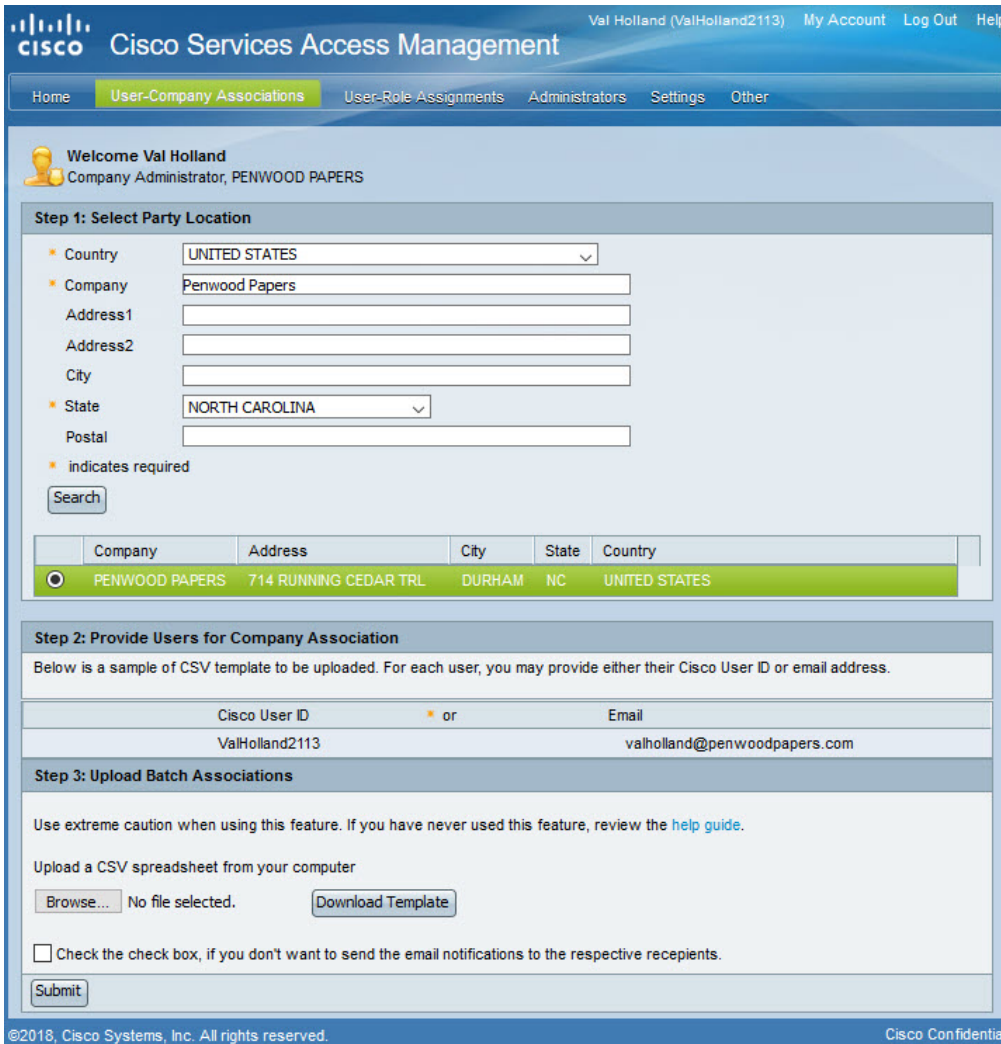 Val Holland (ValHolland2113) My Account Log Out Help
CISCO Cisco Services Access Management
Home User-Company Associations User-Role Assignments Administrators Settings Other
Welcome Val Holland
Company Administrator, PENWOOD PAPERS
Step 1: Select Party Location
* Country UNITED STATES
* Company Penwood Papers
Address1
Address2
City
* State NORTH CAROLINA
Postal
* indicates required
Search
Company Address City State Country
PENWOOD PAPERS 714 RUNNING CEDAR TRL DURHAM NC UNITED STATES
Step 2: Provide Users for Company Association
Below is a sample of CSV template to be uploaded. For each user, you may provide either their Cisco User ID or email address.
Cisco User ID * or Email
ValHolland2113 valholland@penwoodpapers.com
Step 3: Upload Batch Associations
Use extreme caution when using this feature. If you have never used this feature, review the help guide.
Upload a CSV spreadsheet from your computer
Browse... No file selected. Download Template
Check the check box, if you don't want to send the email notifications to the respective recepients.
Submit
©2018, Cisco Systems, Inc. All rights reserved. Cisco Confidentia